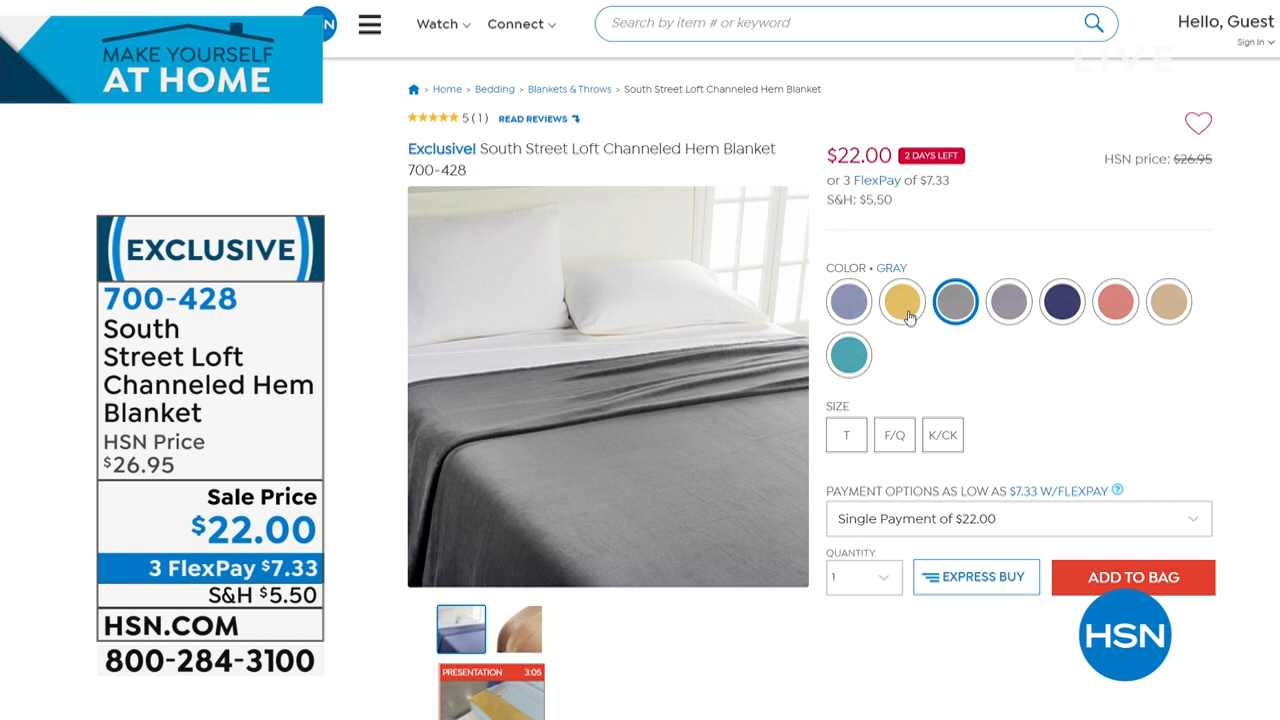 MAKE YOURSELF
AT HOME
N
Watch
Connect
Search by item # or keyword
Hello, Guest
Sign In
LIVE
Home > Bedding > Blankets & Throws > South Street Loft Channeled Hem Blanket
5 (1) READ REVIEWS
Exclusive! South Street Loft Channeled Hem Blanket
700-428
$22.00 2 DAYS LEFT
HSN price: $26.95
or 3 FlexPay of $7.33
S&H: $5.50
COLOR • GRAY
SIZE
T
F/Q
K/CK
PAYMENT OPTIONS AS LOW AS $7.33 W/FLEXPAY ?
Single Payment of $22.00
QUANTITY
1
EXPRESS BUY
ADD TO BAG
HSN
PRESENTATION 3:05
EXCLUSIVE
700-428
South
Street Loft
Channeled Hem
Blanket
HSN Price
$26.95
Sale Price
$22.00
3 FlexPay $7.33
S&H $5.50
HSN.COM
800-284-3100